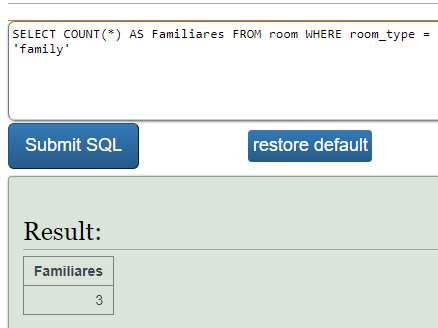 SELECT COUNT(*) AS Familiares FROM room WHERE room_type =
'family'
Submit SQL
restore default
Result:
Familiares
3